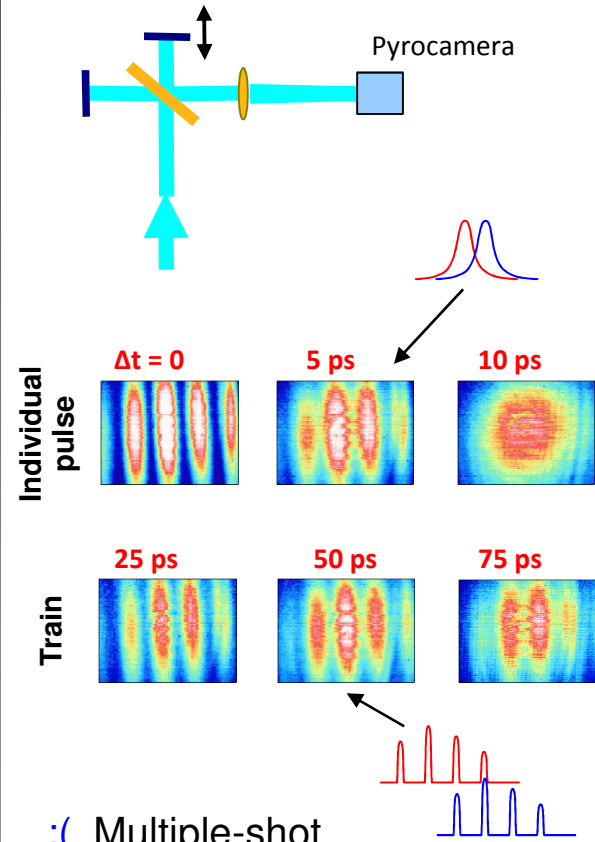 Pyrocamera
Δt = 0
5 ps
10 ps
Individual
pulse
25 ps
50 ps
75 ps
Train
:( Multiple-shot